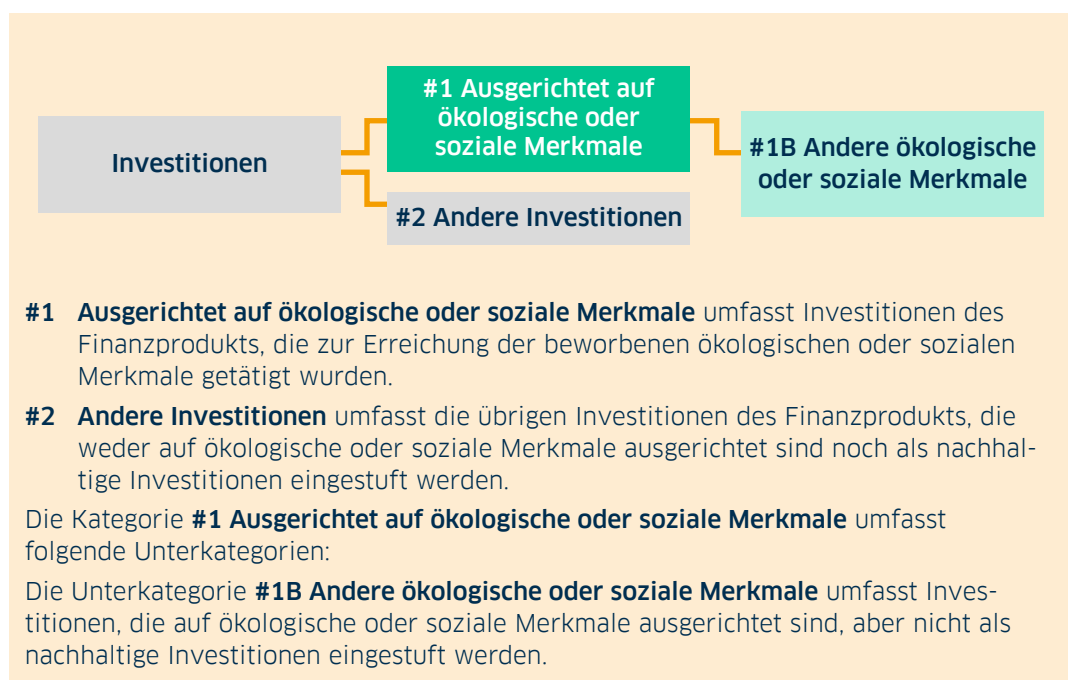 #1 Ausgerichtet auf
ökologische oder
soziale Merkmale
Investitionen
#1B Andere ökologische
oder soziale Merkmale
#2 Andere Investitionen
#1 Ausgerichtet auf ökologische oder soziale Merkmale umfasst Investitionen des
Finanzprodukts, die zur Erreichung der beworbenen ökologischen oder sozialen
Merkmale getätigt wurden.
#2 Andere Investitionen umfasst die übrigen Investitionen des Finanzprodukts, die
weder auf ökologische oder soziale Merkmale ausgerichtet sind noch als nachhal-
tige Investitionen eingestuft werden.
Die Kategorie #1 Ausgerichtet auf ökologische oder soziale Merkmale umfasst
folgende Unterkategorien:
Die Unterkategorie #1B Andere ökologische oder soziale Merkmale umfasst Inves-
titionen, die auf ökologische oder soziale Merkmale ausgerichtet sind, aber nicht als
nachhaltige Investitionen eingestuft werden.